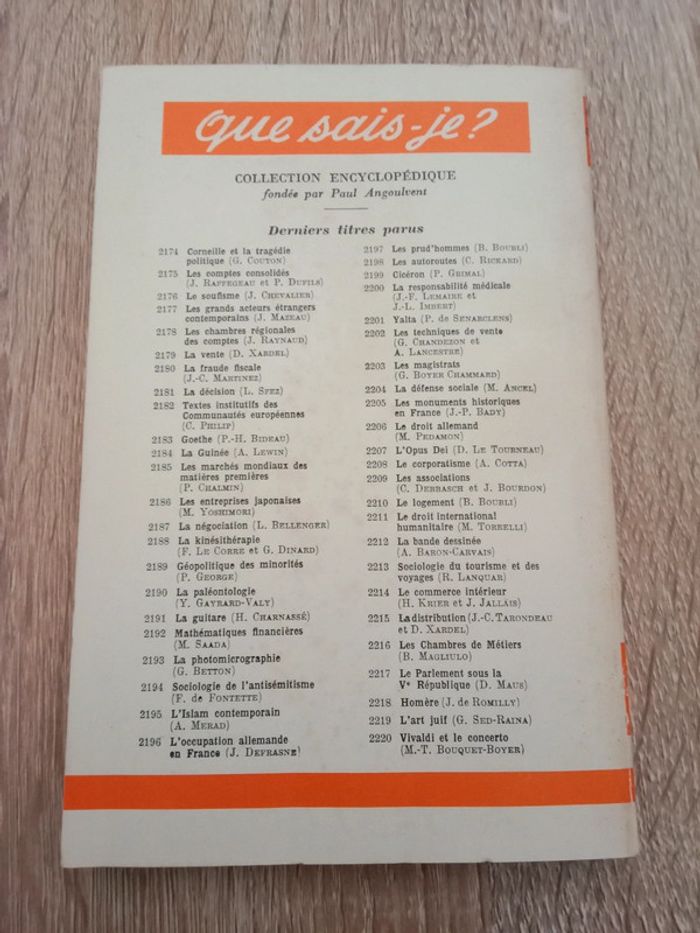 que sais-je?
COLLECTION ENCYCLOPÉDIQUE
fondée par Paul Angoulvent
Derniers titres parus
2174 Corneille et la tragédie
politique (G. COUTON)
2175 Les comptes consolidés
(J. RAFFEGEAU et P. DUFILS)
2176 Le soufisme (J. CHEVALIER)
2177 Les grands acteurs étrangers
contemporains (J. MAZEAU)
2178 Les chambres régionales
des comptes (J. RAYNAUD)
2179 La vente (D. XARDEL)
2180 La fraude fiscale
(J.-C. MARTINEZ)
2181 La décision (L. SFEZ)
2182 Textes institutifs des
Communautés européennes
(C. PHILIP)
2183 Goethe (P.-H. BIDEAU)
2184 La Guinée (A. LEWIN)
2185 Les marchés mondiaux des
matières premières
(P. CHALMIN)
2186 Les entreprises japonaises
(M. YOSHIMORI)
2187 La négociation (L. BELLENGER)
2188 La kinésithérapie
(F. LE CORRE et G. DINARD)
2189 Géopolitique des minorités
(P. GEORGE)
2190 La paléontologie
(Y. GAYRARD-VALY)
2191 La guitare (H. CHARNASSÉ)
2192 Mathématiques financières
(M. SAADA)
2193 La photomicrographie
(G. BETTON)
2194 Sociologie de l'antisémitisme
(F. de FONTETTE)
2195 L'Islam contemporain
(A. MERAD)
2196 L'occupation allemande
en France (J. DEFRASNE)
2197 Les prud'hommes (B. BOUBLI)
2198 Les autoroutes (C. RICKARD)
2199 Cicéron (P. GRIMAL)
2200 La responsabilité médicale
(J.-F. LEMAIRE et
J.-L. IMBERT)
2201 Yalta (P. de SENARCLENS)
2202 Les techniques de vente
(G. CHANDEZON et
A. LANCESTRE)
2203 Les magistrats
(G. BOYER CHAMMARD)
2204 La défense sociale (M. ANCEL)
2205 Les monuments historiques
en France (J.-P. BADY)
2206 Le droit allemand
(M. PEDAMON)
2207 L'Opus Dei (D. LE TOURNEAU)
2208 Le corporatisme (A. COTTA)
2209 Les associations
(C. DEBBASCH et J. BOURDON)
2210 Le logement (B. BOUBLI)
2211 Le droit international
humanitaire (M. TORRELLI)
2212 La bande dessinée
(A. BARON-CARVAIS)
2213 Sociologie du tourisme et des
voyages (R. LANQUAR)
2214 Le commerce intérieur
(H. KRIER et J. JALLAIS)
2215 La distribution (J.-C. TARONDEAU
et D. XARDEL)
2216 Les Chambres de Métiers
(B. MAGLIULO)
2217 Le Parlement sous la
Ve République (D. MAUS)
2218 Homère (J. de ROMILLY)
2219 L'art juif (G. SED-RAJNA)
2220 Vivaldi et le concerto
(M.-T. BOUQUET-BOYER)